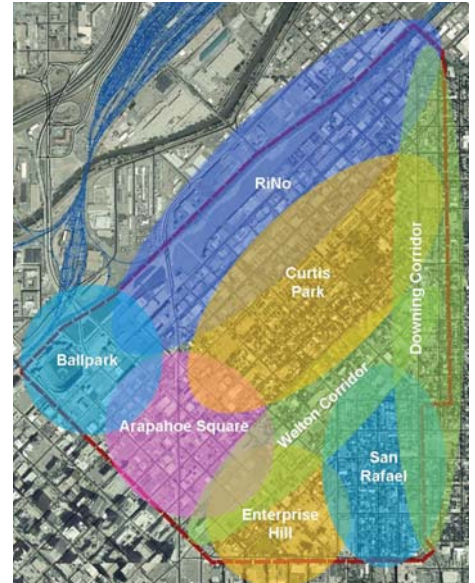 RiNo
Curtis
Park
Downing Corridor
Ballpark
Arapahoe Square
Welton Corridor
San
Rafael
Enterprise
Hill